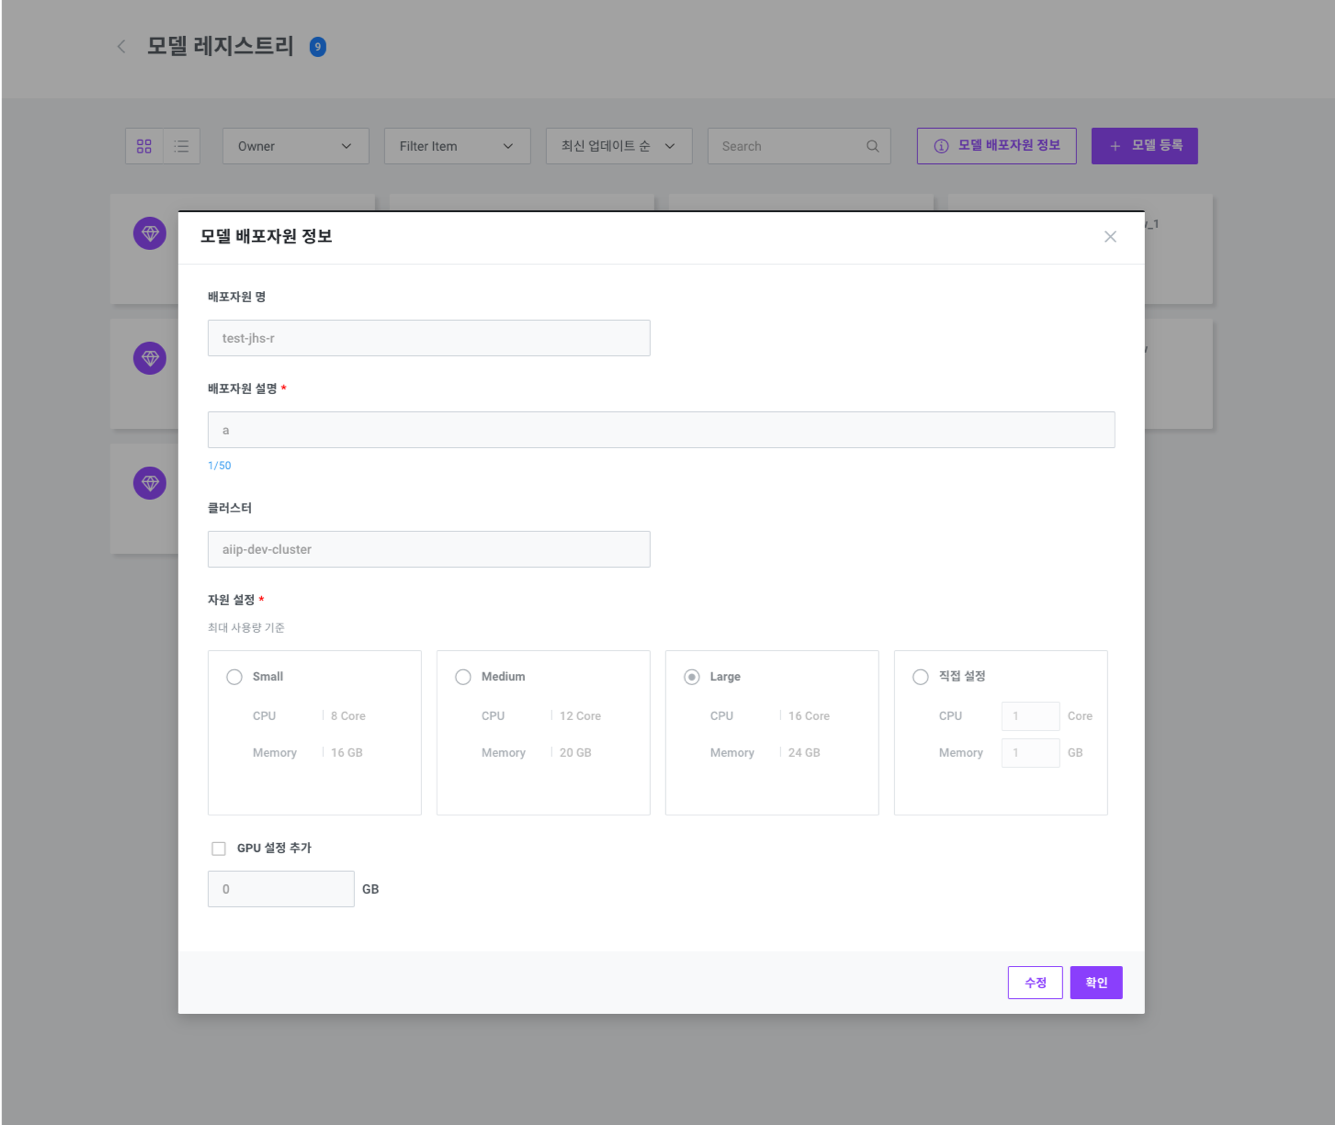 모델 레지스트리 9
Owner
Filter Item
최신 업데이트 순
Search
모델 배포자원 정보
+ 모델 등록
_1
모델 배포자원 정보
배포자원 명
test-jhs-r
배포자원 설명 *
a
1/50
클러스터
aiip-dev-cluster
자원 설정 *
최대 사용량 기준
Small
CPU 8 Core
Memory 16 GB
Medium
CPU 12 Core
Memory 20 GB
Large
CPU 16 Core
Memory 24 GB
직접 설정
CPU 1 Core
Memory 1 GB
GPU 설정 추가
0 GB
수정
확인